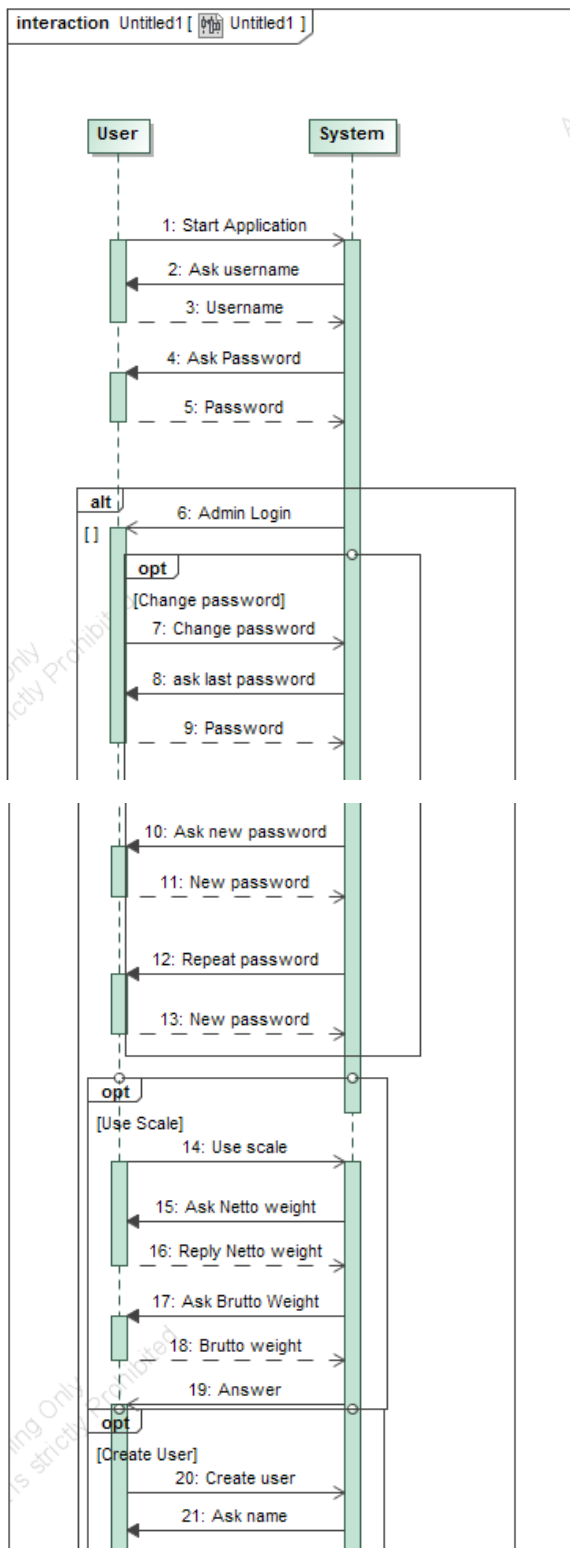 interaction Untitled1 [ Untitled1 ]
User
System
1: Start Application
2: Ask username
3: Username
4: Ask Password
5: Password
alt
6: Admin Login
[ ]
opt
[Change password]
7: Change password
8: ask last password
9: Password
10: Ask new password
11: New password
12: Repeat password
13: New password
opt
[Use Scale]
14: Use scale
15: Ask Netto weight
16: Reply Netto weight
17: Ask Brutto Weight
18: Brutto weight
19: Answer
opt
[Create User]
20: Create user
21: Ask name